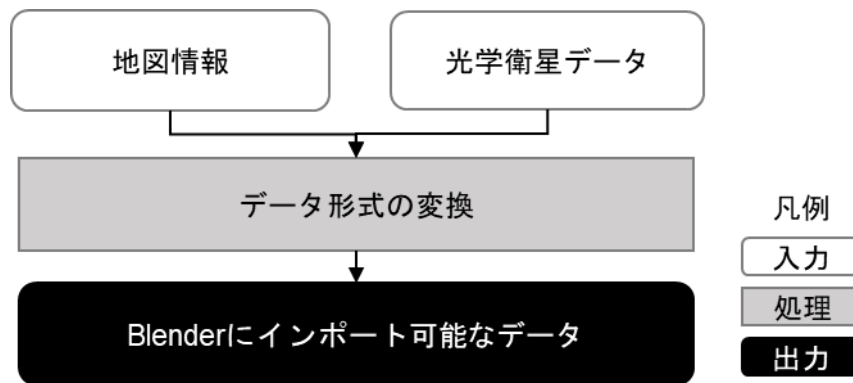 地図情報
光学衛星データ
データ形式の変換
Blenderにインポート可能なデータ
凡例
入力
処理
出力